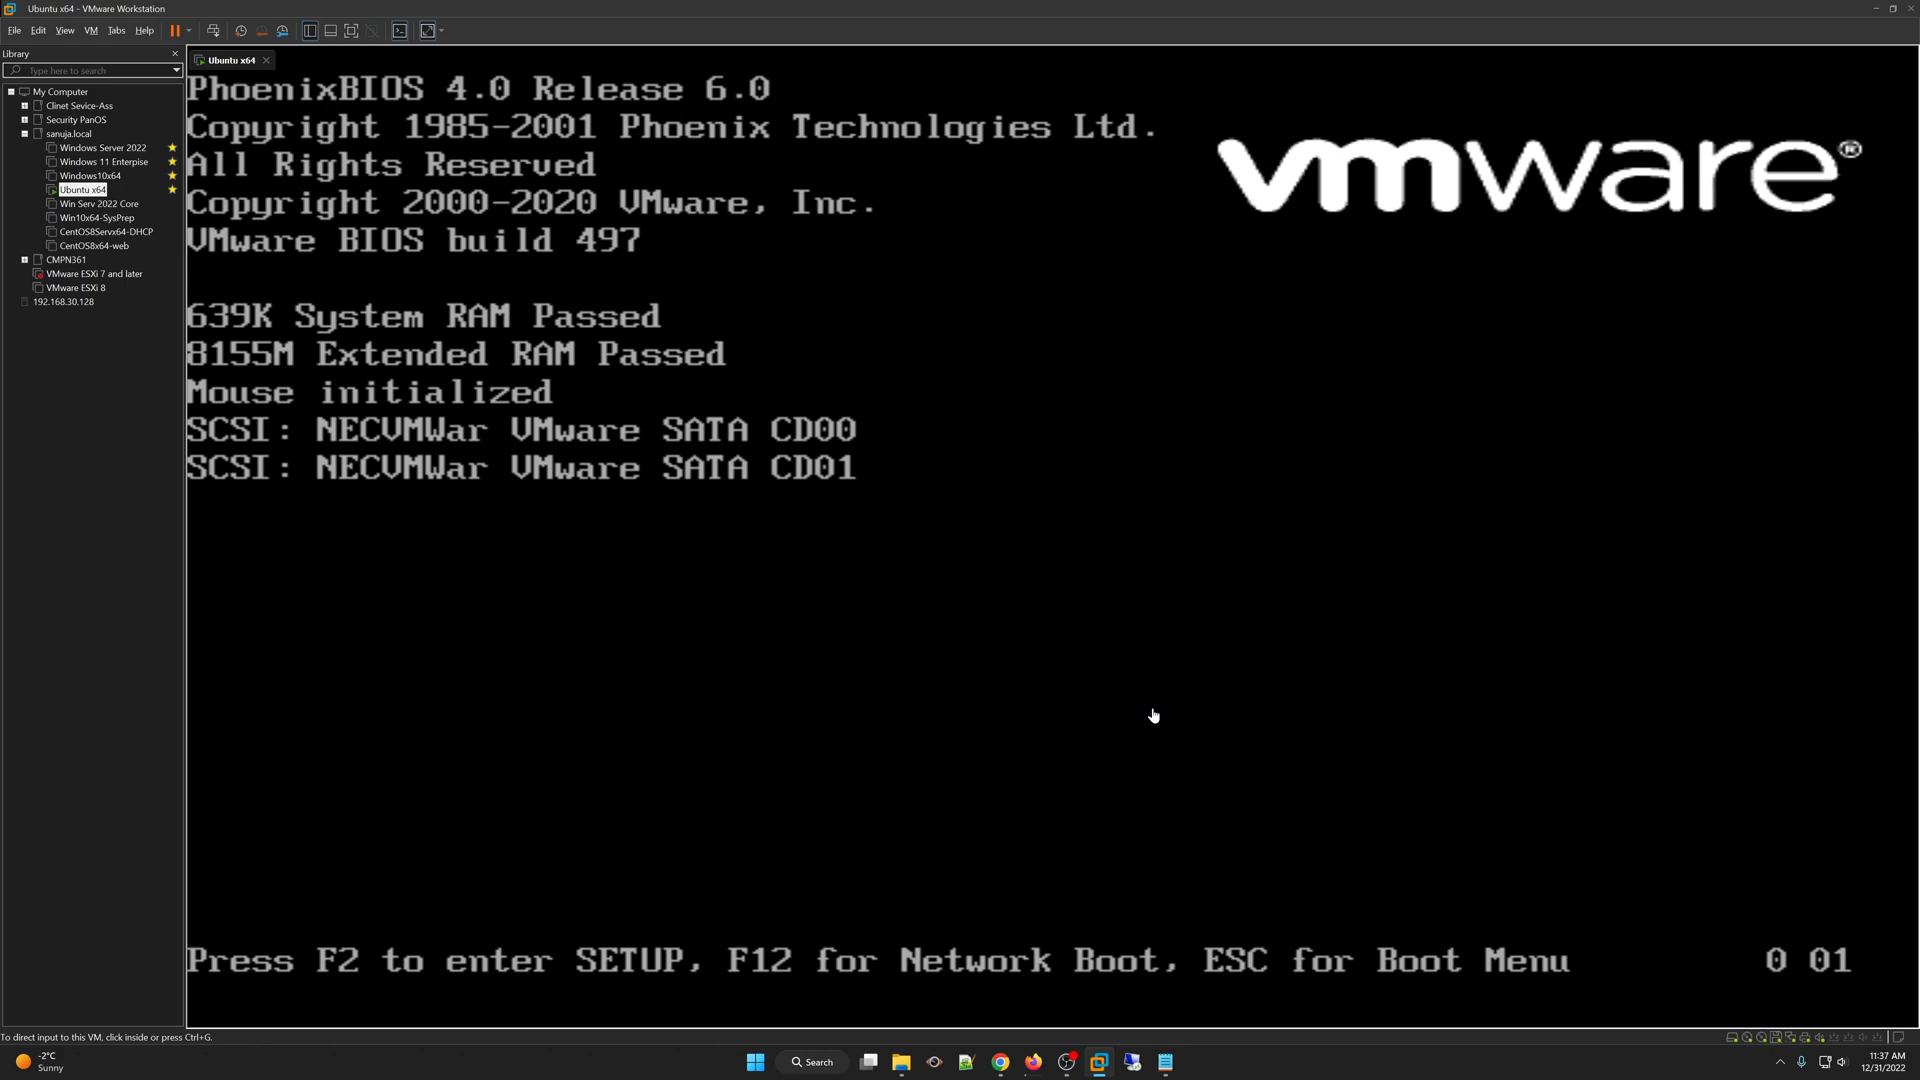 Ubuntu x64 - VMware Workstation
File Edit View VM Tabs Help
Library
Type here to search
My Computer
Clinet Sevice-Ass
Security PanOS
sanuja.local
Windows Server 2022
Windows 11 Enterpise
Windows10x64
Ubuntu x64
Win Serv 2022 Core
Win10x64-SysPrep
CentOS8Servx64-DHCP
CentOS8x64-web
CMPN361
VMware ESXi 7 and later
VMware ESXi 8
192.168.30.128
Ubuntu x64
PhoenixBIOS 4.0 Release 6.0
Copyright 1985-2001 Phoenix Technologies Ltd.
All Rights Reserved
Copyright 2000-2020 VMware, Inc.
VMware BIOS build 497
vmware®
639K System RAM Passed
8155M Extended RAM Passed
Mouse initialized
SCSI: NECVMWar VMware SATA CD00
SCSI: NECVMWar VMware SATA CD01
Press F2 to enter SETUP, F12 for Network Boot, ESC for Boot Menu 0 01
To direct input to this VM, click inside or press Ctrl+G.
-2°C
Sunny
Search
11:37 AM
12/31/2022